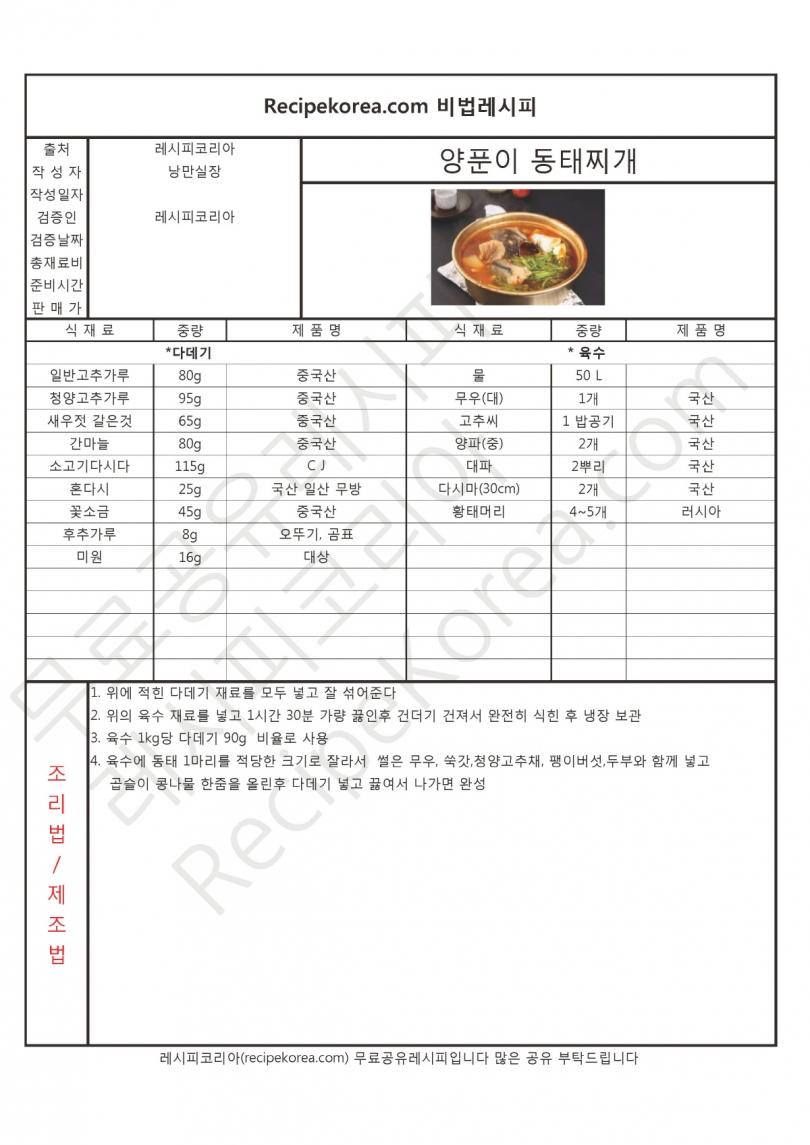 Recipekorea.com 비법레시피
출처 레시피코리아 양푼이 동태찌개
작 성 자 낭만실장
작성일자
검증인 레시피코리아
검증날짜
총재료비
준비시간
판 매 가
식 재 료 중량 제 품 명 식 재 료 중량 제 품 명
*다데기 * 육수
일반고추가루 80g 중국산 물 50 L
청양고추가루 95g 중국산 무우(대) 1개 국산
새우젓 갈은것 65g 중국산 고추씨 1 밥공기 국산
간마늘 80g 중국산 양파(중) 2개 국산
소고기다시다 115g C J 대파 2뿌리 국산
혼다시 25g 국산 일산 무방 다시마(30cm) 2개 국산
꽃소금 45g 중국산 황태머리 4~5개 러시아
후추가루 8g 오뚜기, 곰표
미원 16g 대상
조리법/제조법
1. 위에 적힌 다데기 재료를 모두 넣고 잘 섞어준다
2. 위의 육수 재료를 넣고 1시간 30분 가량 끓인후 건더기 건져서 완전히 식힌 후 냉장 보관
3. 육수 1kg당 다데기 90g 비율로 사용
4. 육수에 동태 1마리를 적당한 크기로 잘라서 썰은 무우, 쑥갓,청양고추채, 팽이버섯,두부와 함께 넣고
곱슬이 콩나물 한줌을 올린후 다데기 넣고 끓여서 나가면 완성
무료공유레시피
레시피코리아
Recipekorea.com
레시피코리아(recipekorea.com) 무료공유레시피입니다 많은 공유 부탁드립니다